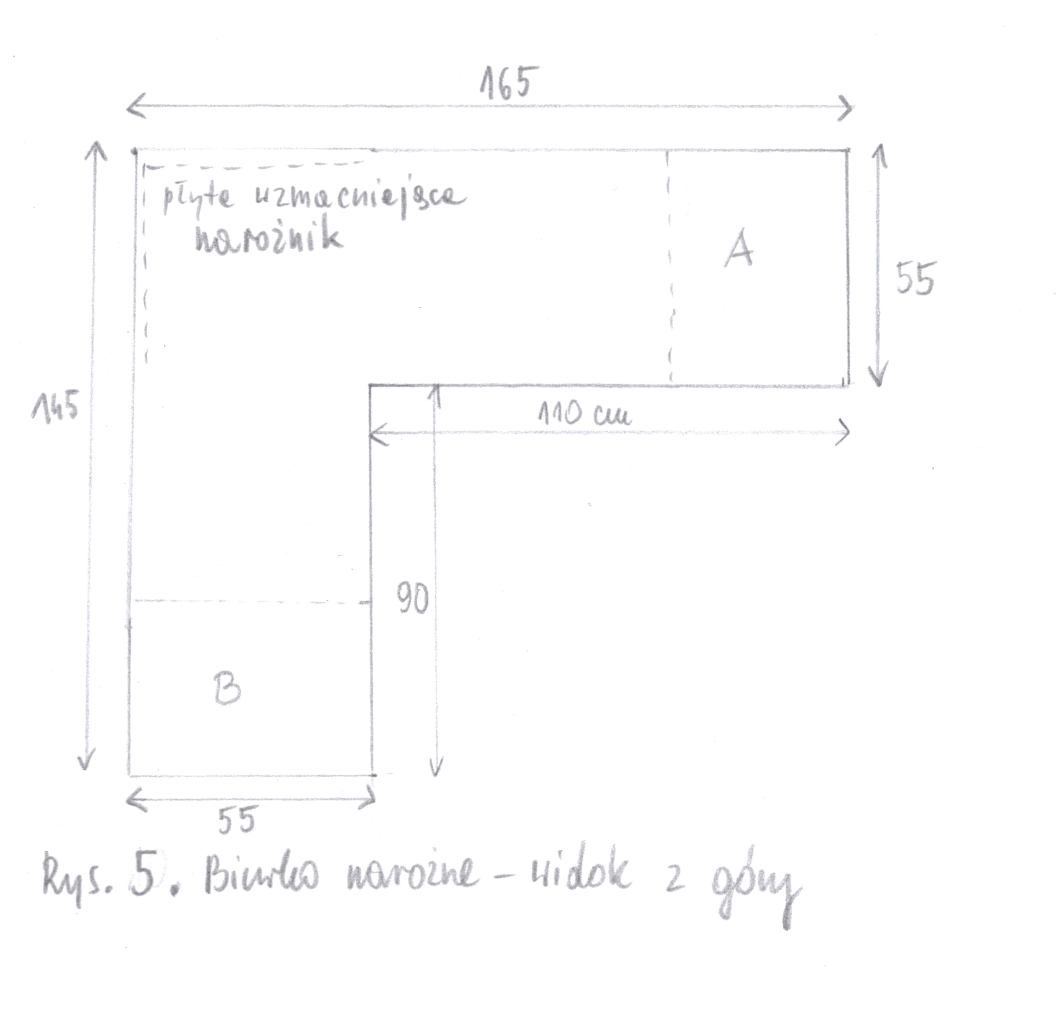 165
płyta wzmacniająca
narożnik
A
55
145
110 cm
90
B
55
Rys. 5. Biurko narożne - widok z góry